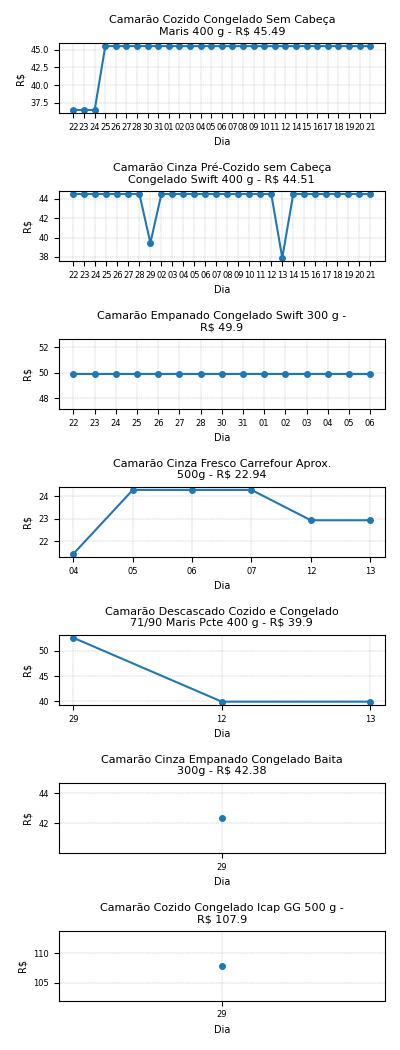 Camarão Cozido Congelado Sem Cabeça
Maris 400 g - R$ 45.49
45.0
42.5
40.0
37.5
R$
22 23 24 25 26 27 28 30 31 01 02 03 04 05 06 07 08 09 10 11 12 13 14 15 16 17 18 19 20 21
Dia
Camarão Cinza Pré-Cozido sem Cabeça
Congelado Swift 400 g - R$ 44.51
44
42
40
38
R$
22 23 24 25 26 27 28 29 02 03 04 05 06 07 08 09 10 11 12 13 14 15 16 17 18 19 20 21
Dia
Camarão Empanado Congelado Swift 300 g -
R$ 49.9
52
50
48
R$
22 23 24 25 26 27 28 30 31 01 02 03 04 05 06
Dia
Camarão Cinza Fresco Carrefour Aprox.
500g - R$ 22.94
24
23
22
R$
04 05 06 07 12 13
Dia
Camarão Descascado Cozido e Congelado
71/90 Maris Pcte 400 g - R$ 39.9
50
45
40
R$
29 12 13
Dia
Camarão Cinza Empanado Congelado Baita
300g - R$ 42.38
44
42
R$
29
Dia
Camarão Cozido Congelado Icap GG 500 g -
R$ 107.9
110
105
R$
29
Dia